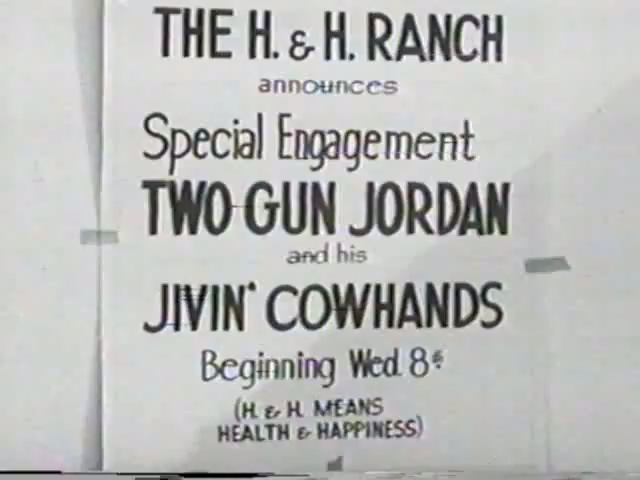 THE H. & H. RANCH
announces
Special Engagement
TWO-GUN JORDAN
and his
JIVIN' COWHANDS
Beginning Wed. 8th
(H. & H. MEANS
HEALTH & HAPPINESS)